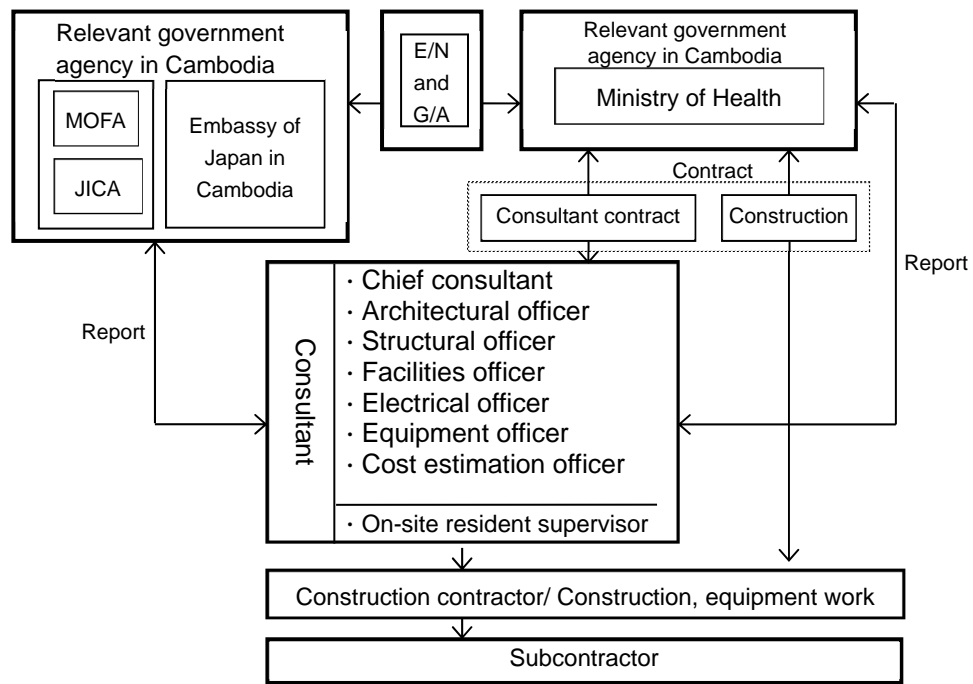 Relevant government
agency in Cambodia
MOFA
JICA
Embassy of
Japan in
Cambodia
E/N
and
G/A
Relevant government
agency in Cambodia
Ministry of Health
Contract
Consultant contract
Construction
Report
Report
Consultant
· Chief consultant
· Architectural officer
· Structural officer
· Facilities officer
· Electrical officer
· Equipment officer
· Cost estimation officer
· On-site resident supervisor
Construction contractor/ Construction, equipment work
Subcontractor